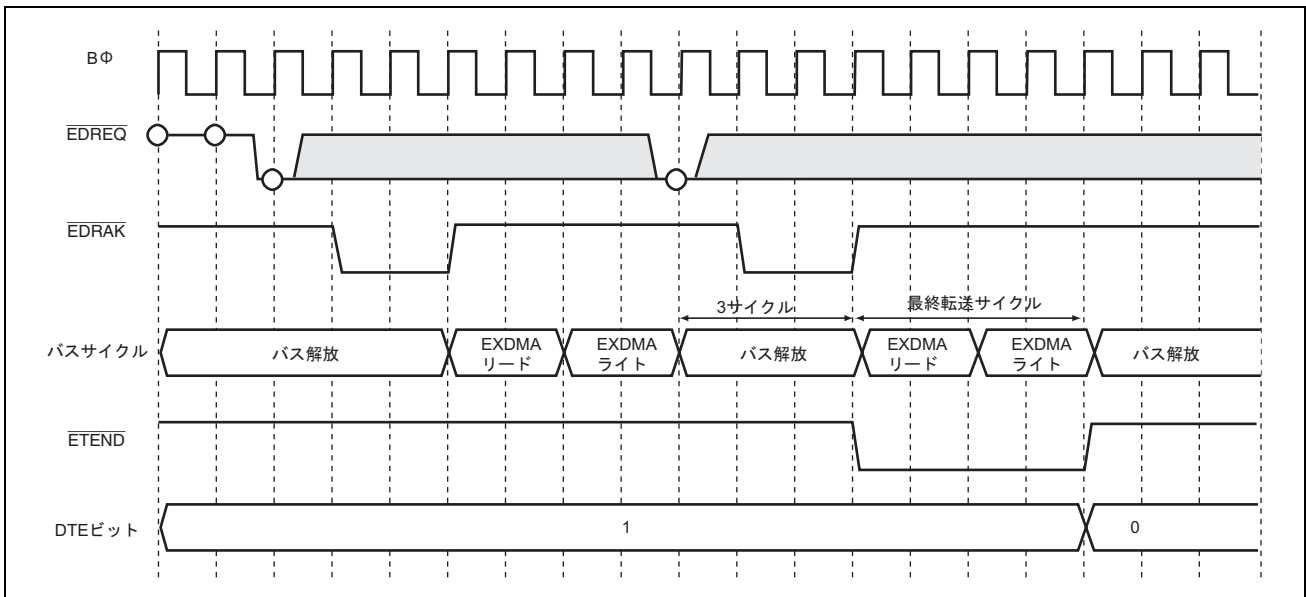 BΦ
EDREQ
EDRAK
3サイクル
最終転送サイクル
バスサイクル
バス解放
EXDMA
リード
EXDMA
ライト
バス解放
EXDMA
リード
EXDMA
ライト
バス解放
ETEND
DTEビット
1
0